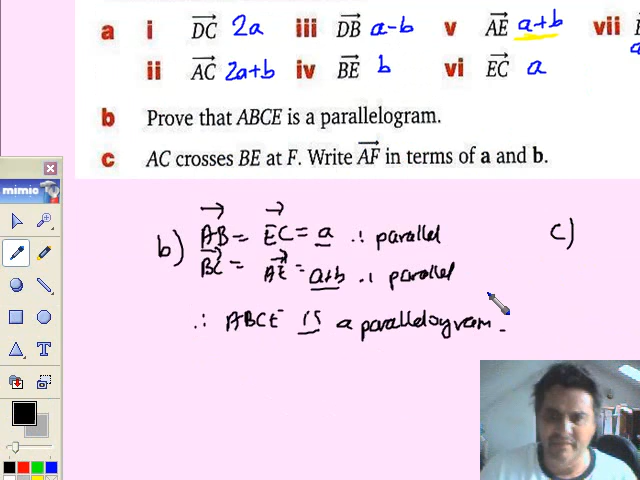 a i DC 2a iii DB a-b v AE a+b vii
ii AC 2a+b iv BE b vi EC a
b Prove that ABCE is a parallelogram.
c AC crosses BE at F. Write AF in terms of a and b.
mimio
b) AB = EC = a ∴ parallel
BC = AE = a+b ∴ parallel
∴ ABCE is a parallelogram.
c)
A
T